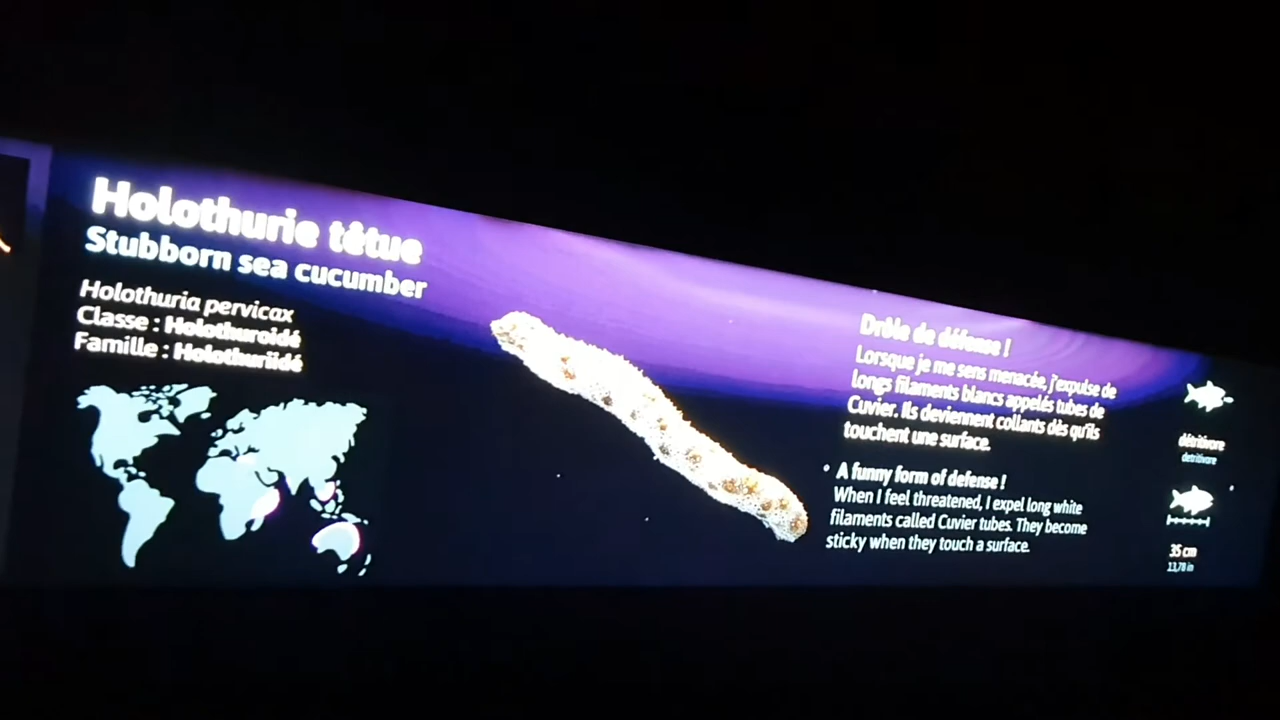 Holothurie têtue
Stubborn sea cucumber
Holothuria pervicax
Classe : Holothuroidé
Famille : Holothuriidé
Drôle de défense !
Lorsque je me sens menacée, j'expulse de
longs filaments blancs appelés tubes de
Cuvier. Ils deviennent collants dès qu'ils
touchent une surface.
A funny form of defense !
When I feel threatened, I expel long white
filaments called Cuvier tubes. They become
sticky when they touch a surface.
détritivore
detritivore
35 cm
13,78 in